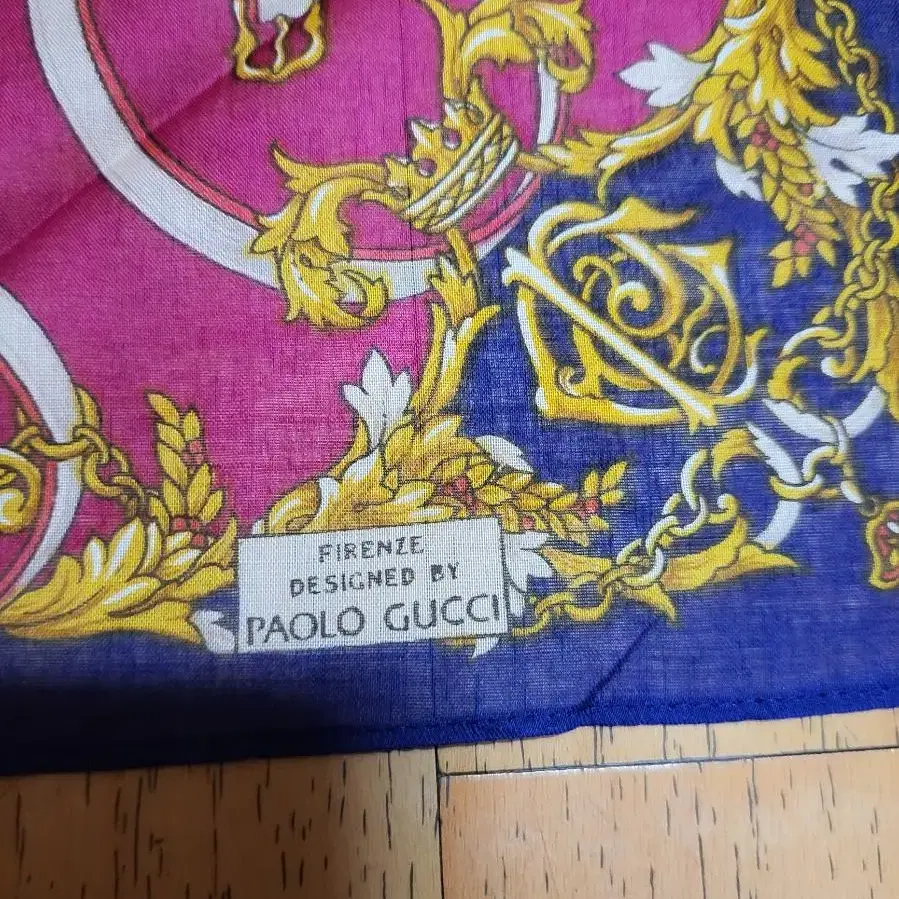 FIRENZE
DESIGNED BY
PAOLO GUCCI